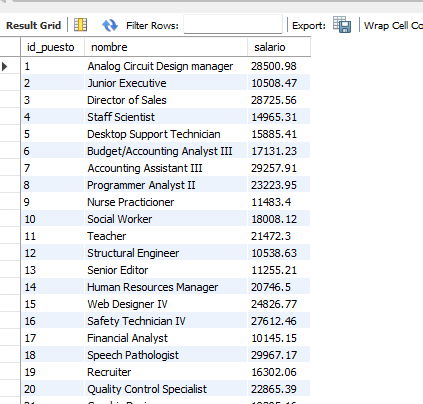 Result Grid Filter Rows: Export: Wrap Cell Co
id_puesto nombre salario
1 Analog Circuit Design manager 28500.98
2 Junior Executive 10508.47
3 Director of Sales 28725.56
4 Staff Scientist 14965.31
5 Desktop Support Technician 15885.41
6 Budget/Accounting Analyst III 17131.23
7 Accounting Assistant III 29257.91
8 Programmer Analyst II 23223.95
9 Nurse Practicioner 11483.4
10 Social Worker 18008.12
11 Teacher 21472.3
12 Structural Engineer 10538.63
13 Senior Editor 11255.21
14 Human Resources Manager 20746.5
15 Web Designer IV 24826.77
16 Safety Technician IV 27612.46
17 Financial Analyst 10145.15
18 Speech Pathologist 29967.17
19 Recruiter 16302.06
20 Quality Control Specialist 22865.39